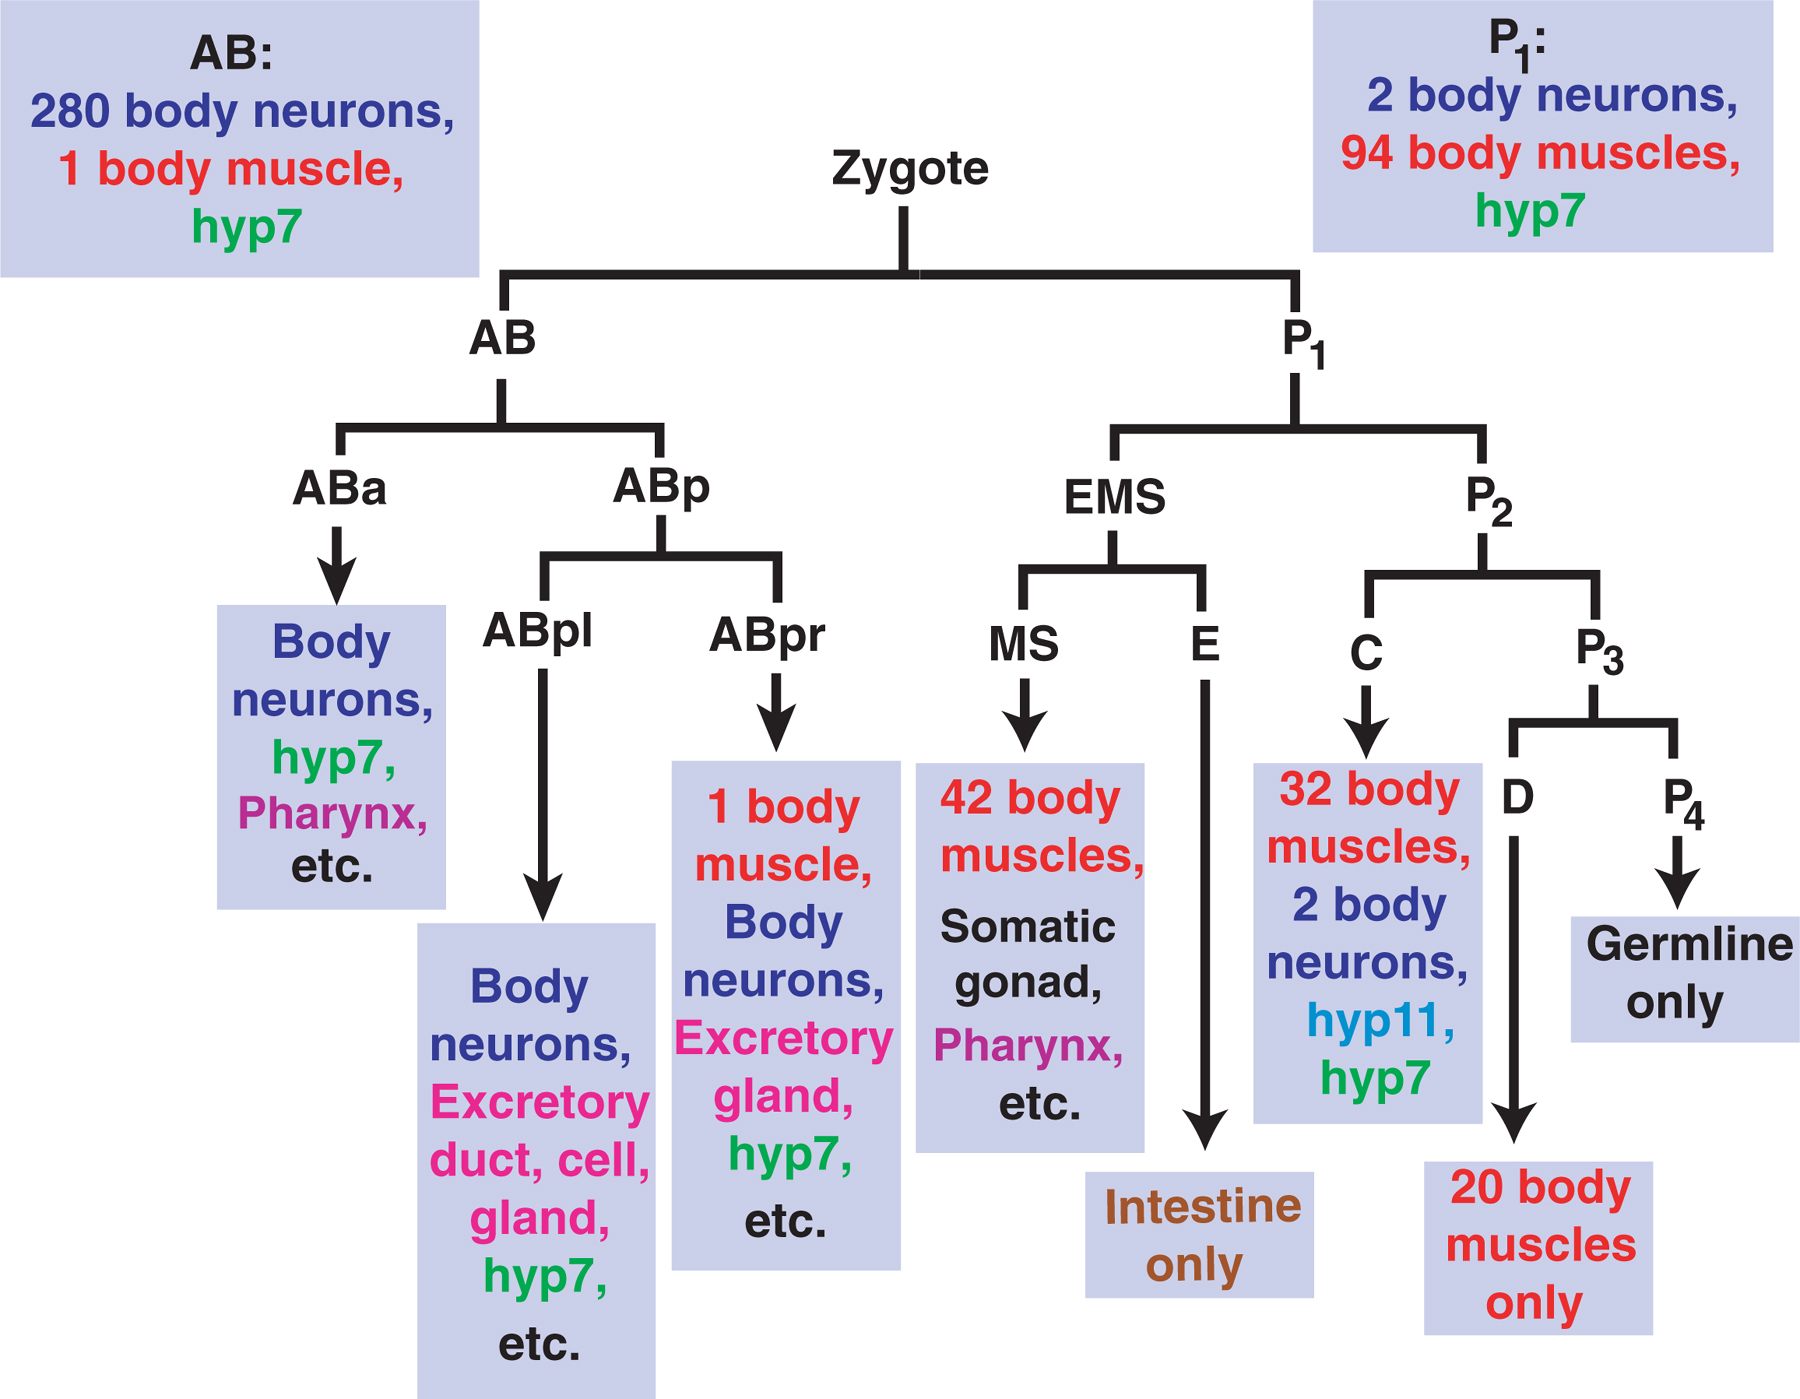 AB:
280 body neurons,
1 body muscle,
hyp7
P1:
2 body neurons,
94 body muscles,
hyp7
Zygote
AB
P1
ABa
ABp
EMS
P2
ABpl
ABpr
MS
E
C
P3
D
P4
Body
neurons,
hyp7,
Pharynx,
etc.
Body
neurons,
Excretory
duct, cell,
gland,
hyp7,
etc.
1 body
muscle,
Body
neurons,
Excretory
gland,
hyp7,
etc.
42 body
muscles,
Somatic
gonad,
Pharynx,
etc.
Intestine
only
32 body
muscles,
2 body
neurons,
hyp11,
hyp7
20 body
muscles
only
Germline
only